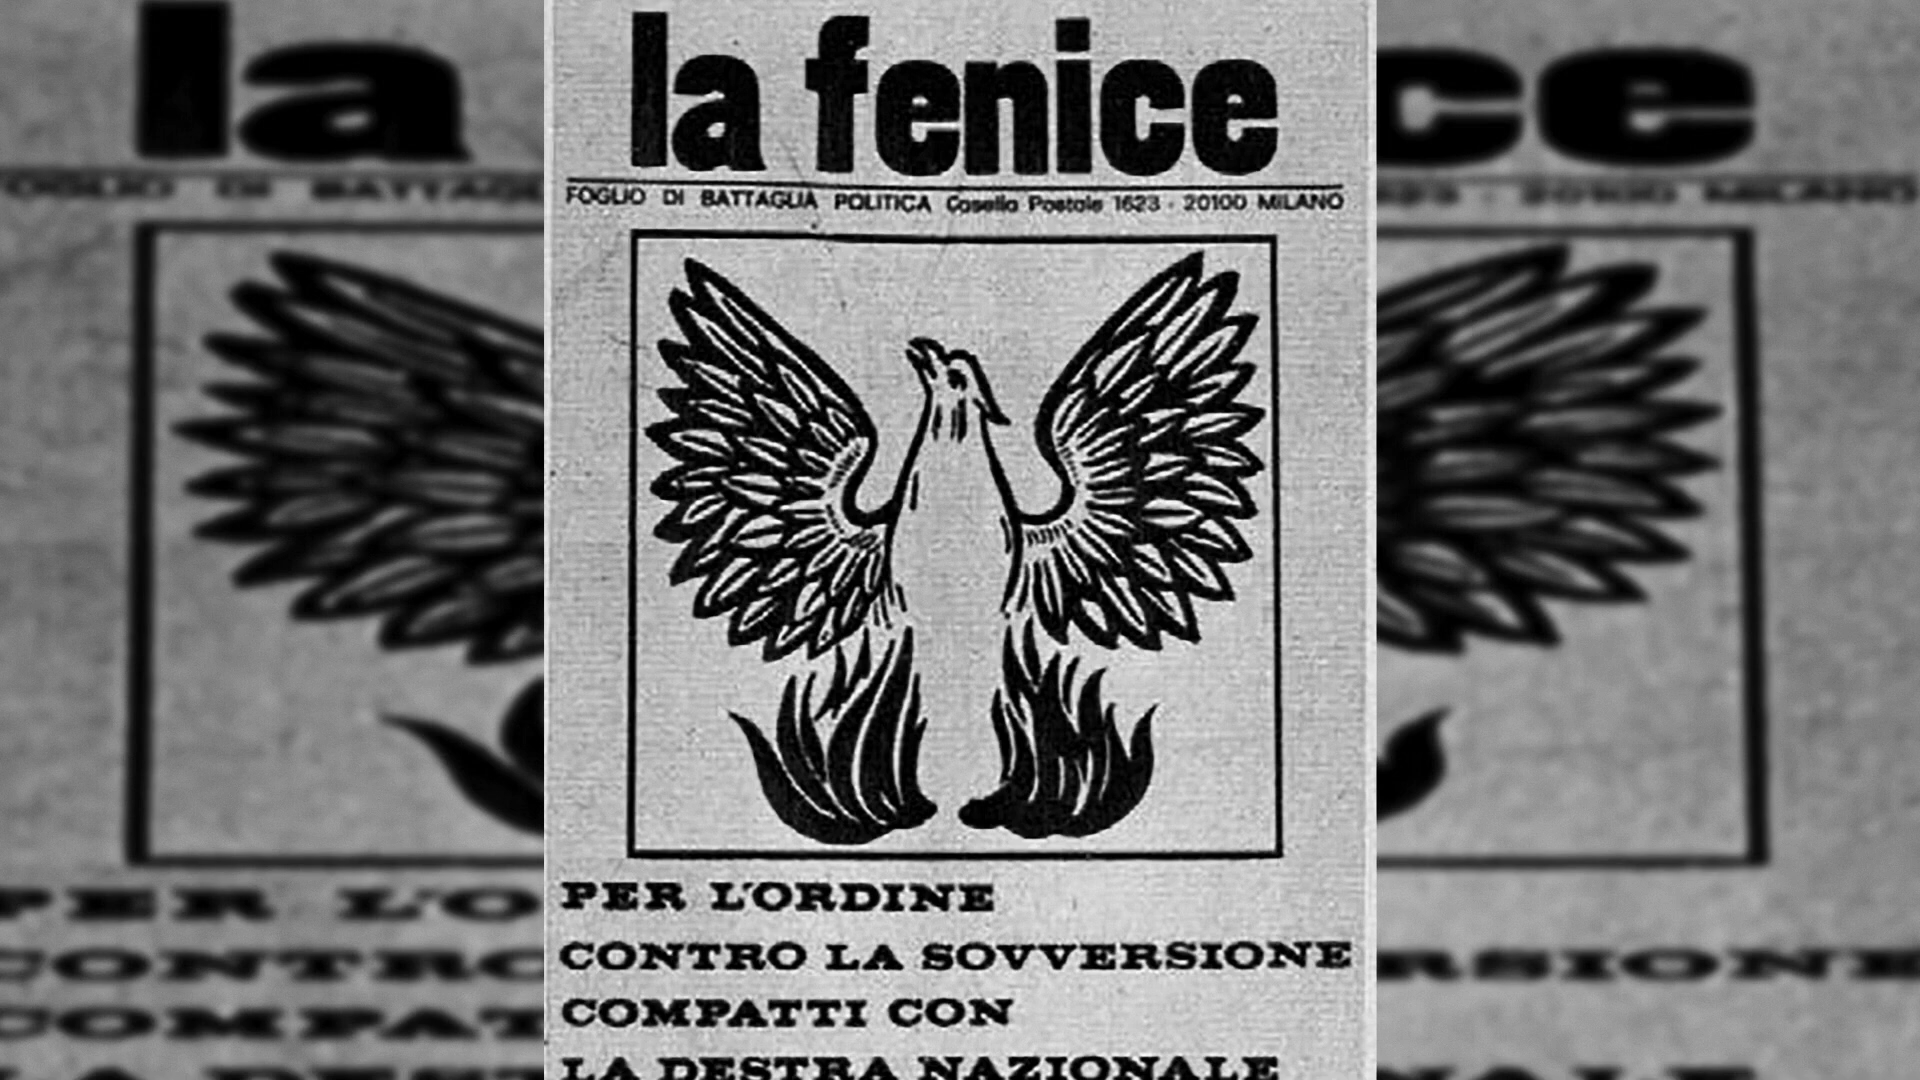 la fenice
FOGLIO DI BATTAGLIA POLITICA Casella Postale 1623 - 20100 MILANO
PER L'ORDINE
CONTRO LA SOVVERSIONE
COMPATTI CON
LA DESTRA NAZIONALE